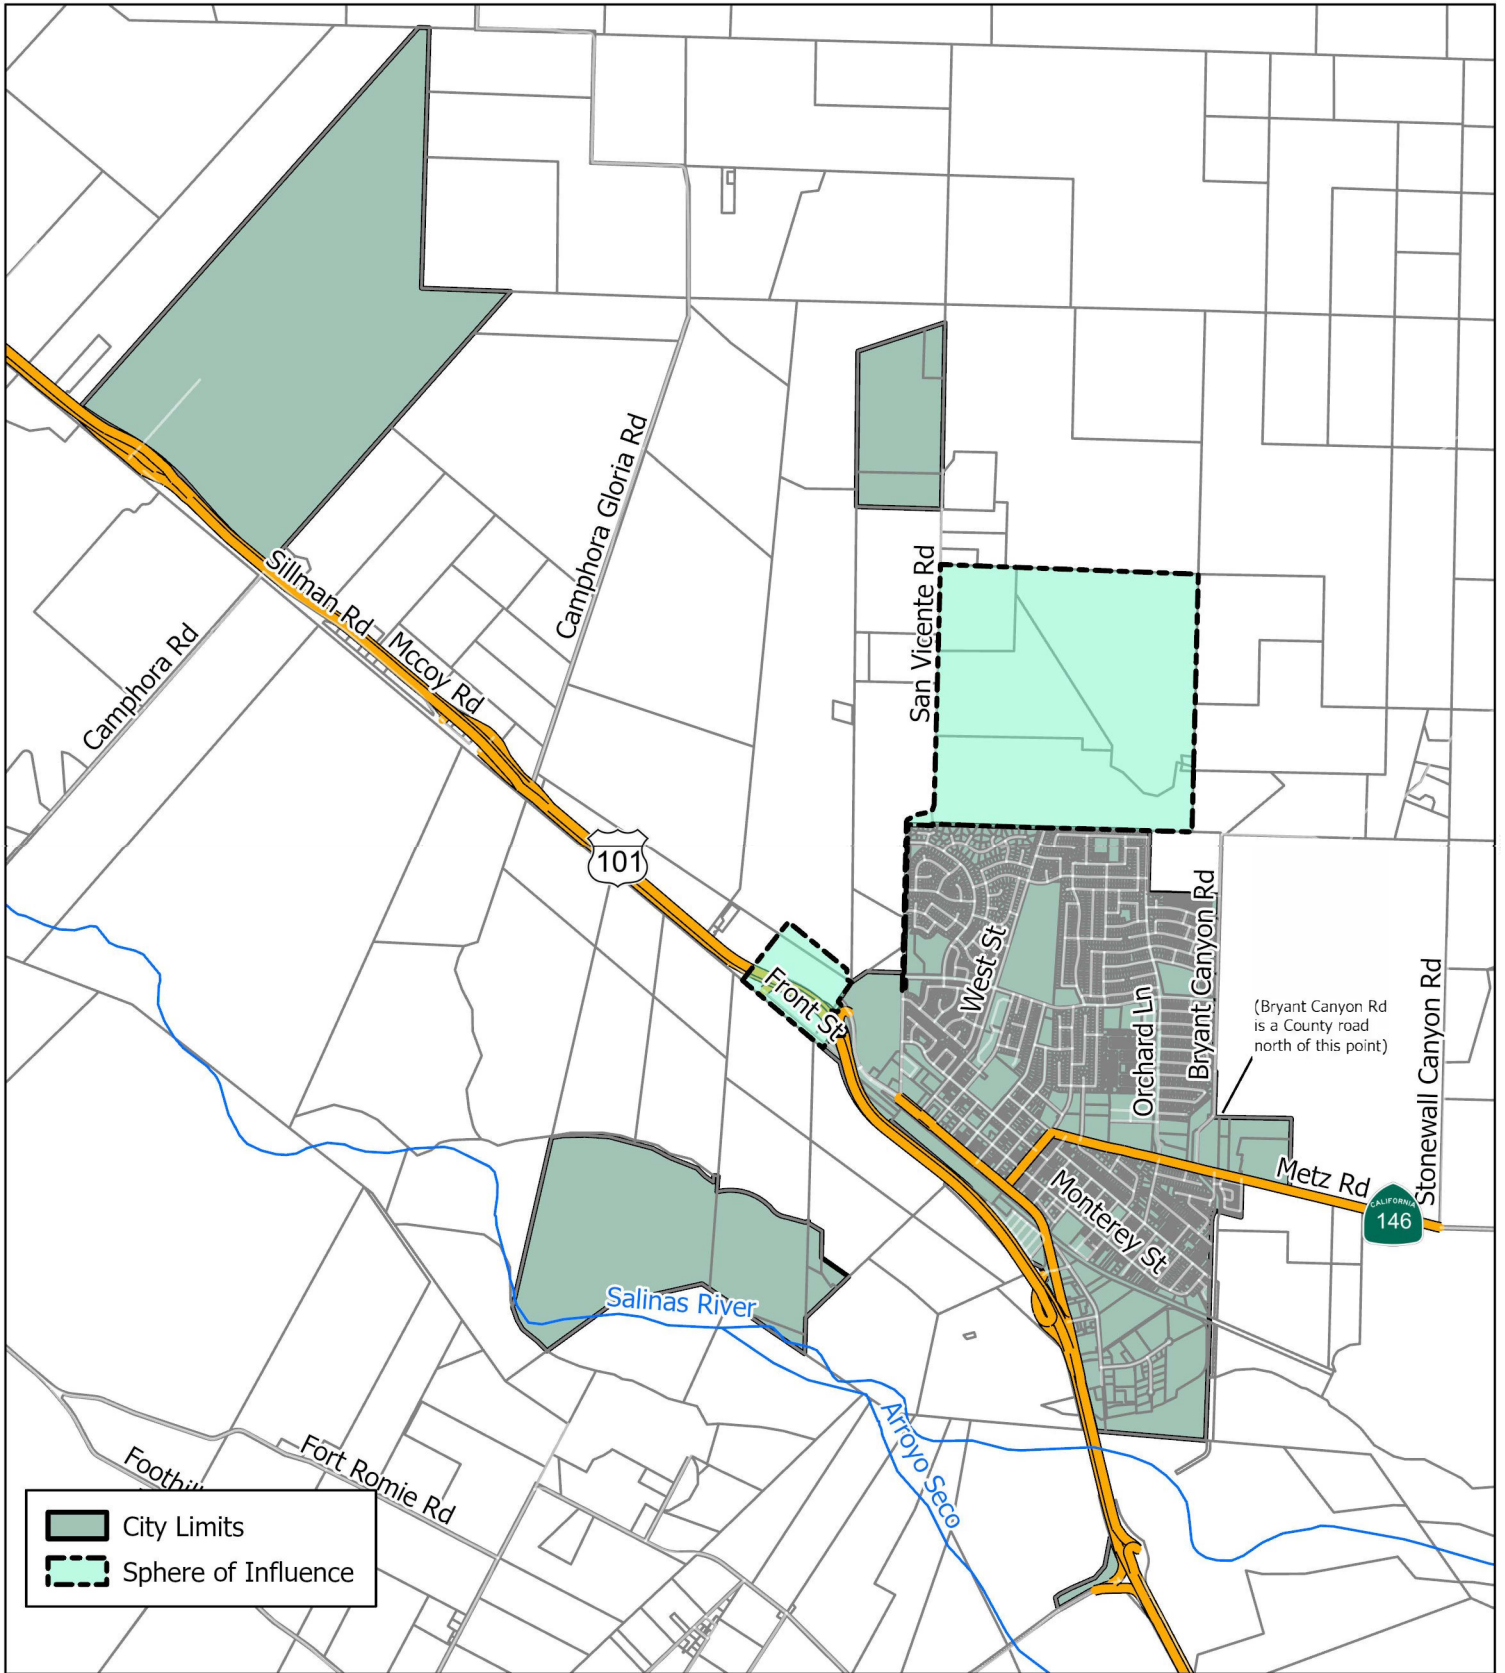 Camphora Gloria Rd
San Vicente Rd
Sillman Rd
Mccoy Rd
Camphora Rd
101
Front St
West St
Orchard Ln
Bryant Canyon Rd
(Bryant Canyon Rd
is a County road
north of this point)
Stonewall Canyon Rd
Metz Rd
CALIFORNIA
146
Monterey St
Salinas River
Arroyo Seco
Fort Romie Rd
Foothill
City Limits
Sphere of Influence